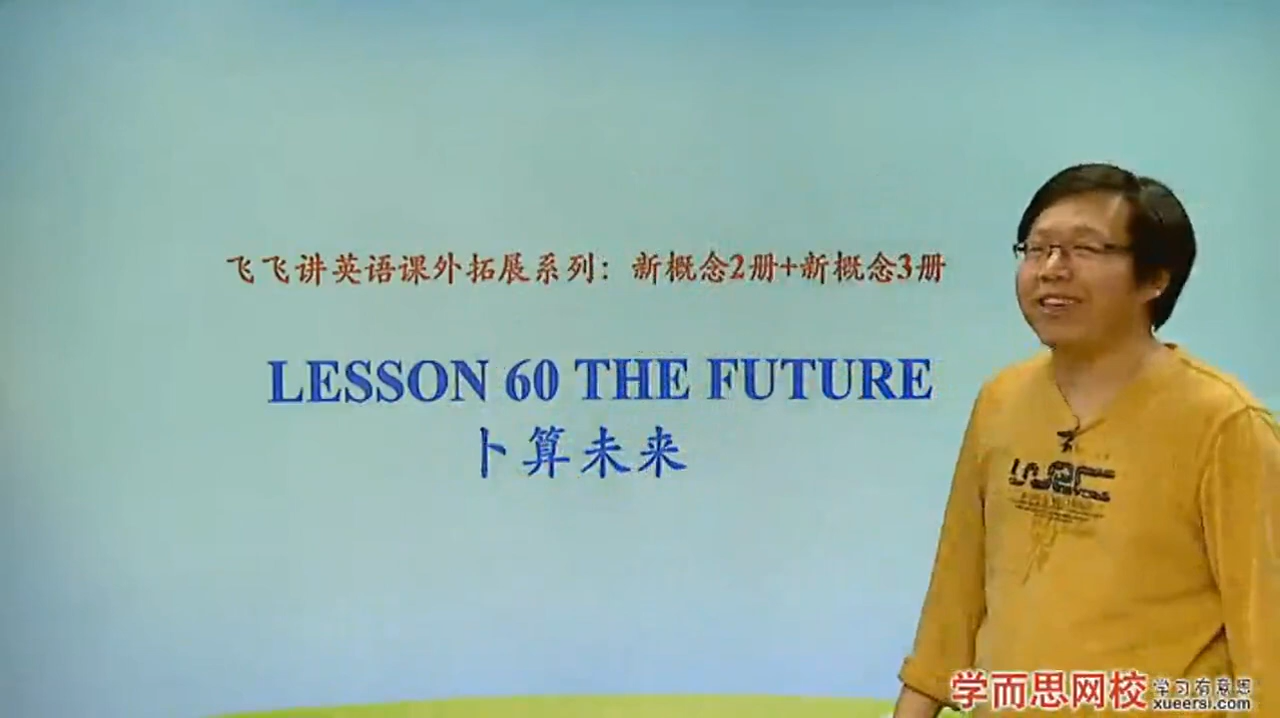 飞飞讲英语课外拓展系列：新概念2册+新概念3册
LESSON 60 THE FUTURE
卜算未来
学而思网校 学习有意思
xueersi.com